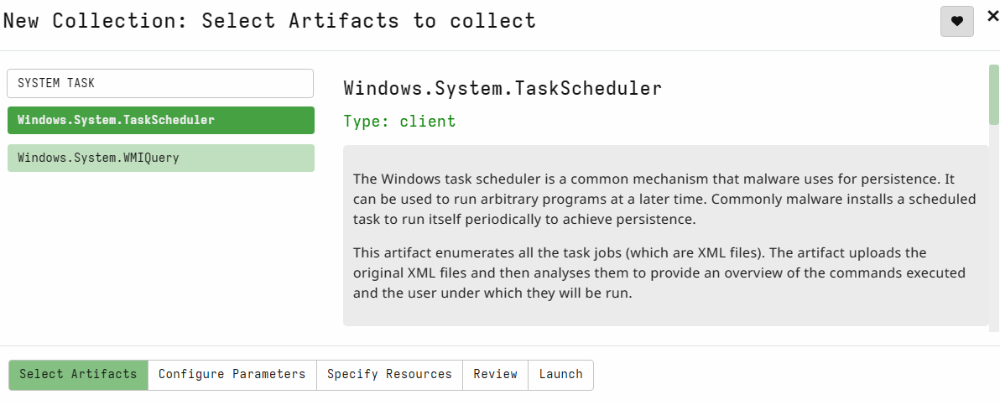 New Collection: Select Artifacts to collect
SYSTEM TASK
Windows.System.TaskScheduler
Windows.System.WMIQuery
Windows.System.TaskScheduler
Type: client
The Windows task scheduler is a common mechanism that malware uses for persistence. It
can be used to run arbitrary programs at a later time. Commonly malware installs a scheduled
task to run itself periodically to achieve persistence.
This artifact enumerates all the task jobs (which are XML files). The artifact uploads the
original XML files and then analyses them to provide an overview of the commands executed
and the user under which they will be run.
Select Artifacts
Configure Parameters
Specify Resources
Review
Launch